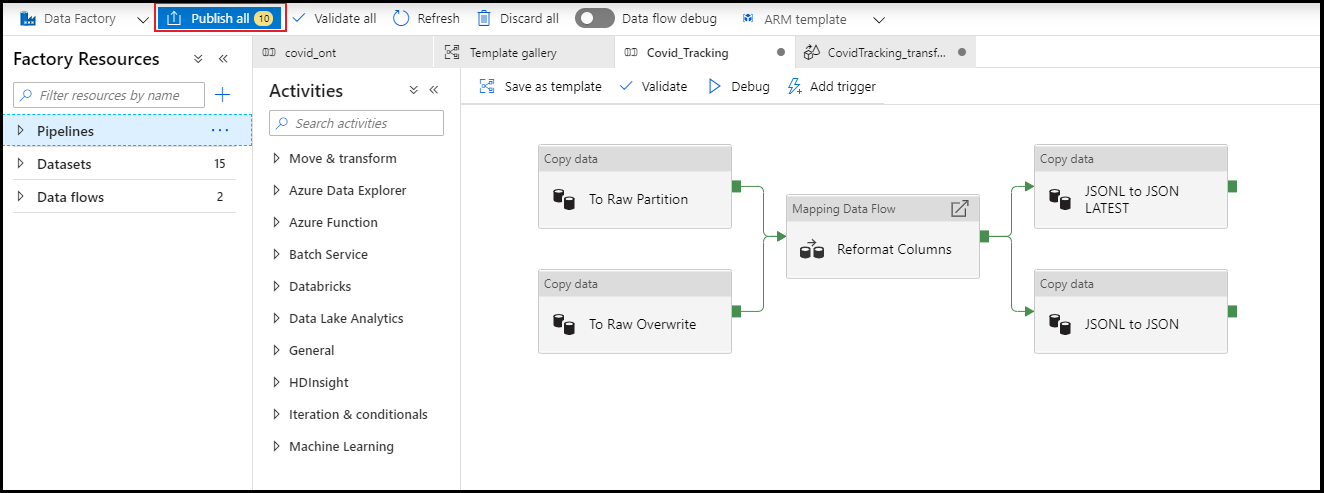 Data Factory
Publish all 10
Validate all
Refresh
Discard all
Data flow debug
ARM template
Factory Resources
Filter resources by name
Pipelines
Datasets 15
Data flows 2
covid_ont
Template gallery
Covid_Tracking
CovidTracking_transf...
Activities
Search activities
Move & transform
Azure Data Explorer
Azure Function
Batch Service
Databricks
Data Lake Analytics
General
HDInsight
Iteration & conditionals
Machine Learning
Save as template
Validate
Debug
Add trigger
Copy data
To Raw Partition
Copy data
To Raw Overwrite
Mapping Data Flow
Reformat Columns
Copy data
JSONL to JSON
LATEST
Copy data
JSONL to JSON